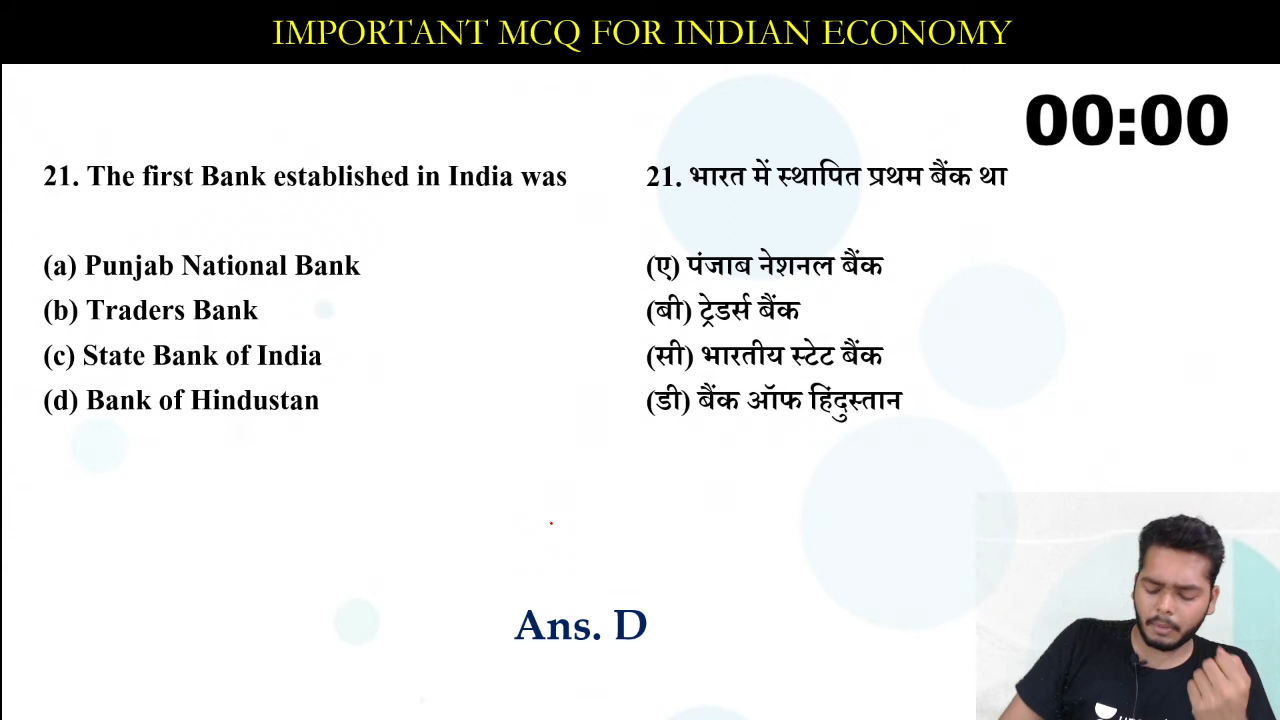 IMPORTANT MCQ FOR INDIAN ECONOMY
00:00
21. The first Bank established in India was
(a) Punjab National Bank
(b) Traders Bank
(c) State Bank of India
(d) Bank of Hindustan
21. भारत में स्थापित प्रथम बैंक था
(ए) पंजाब नेशनल बैंक
(बी) ट्रेडर्स बैंक
(सी) भारतीय स्टेट बैंक
(डी) बैंक ऑफ हिंदुस्तान
Ans. D